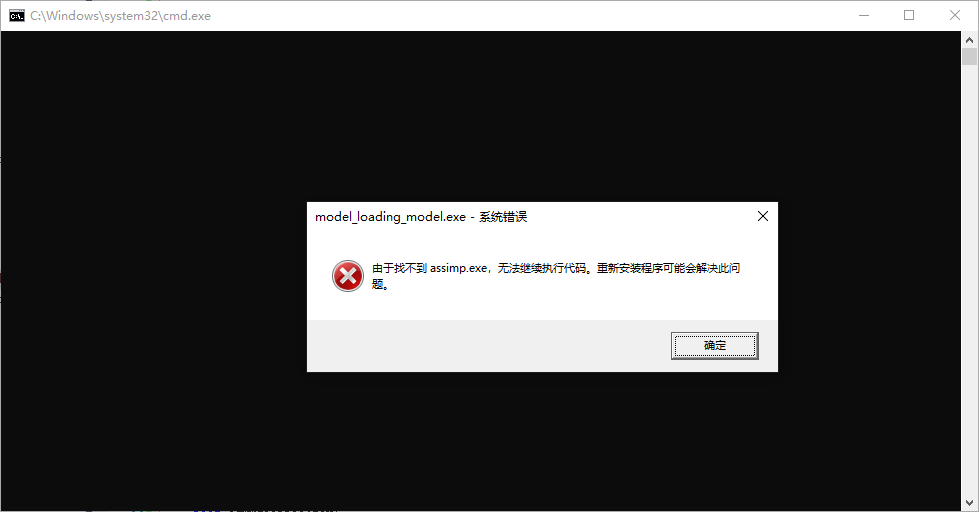 C:\Windows\system32\cmd.exe
model_loading_model.exe - 系统错误
由于找不到 assimp.exe，无法继续执行代码。重新安装程序可能会解决此问
题。
确定